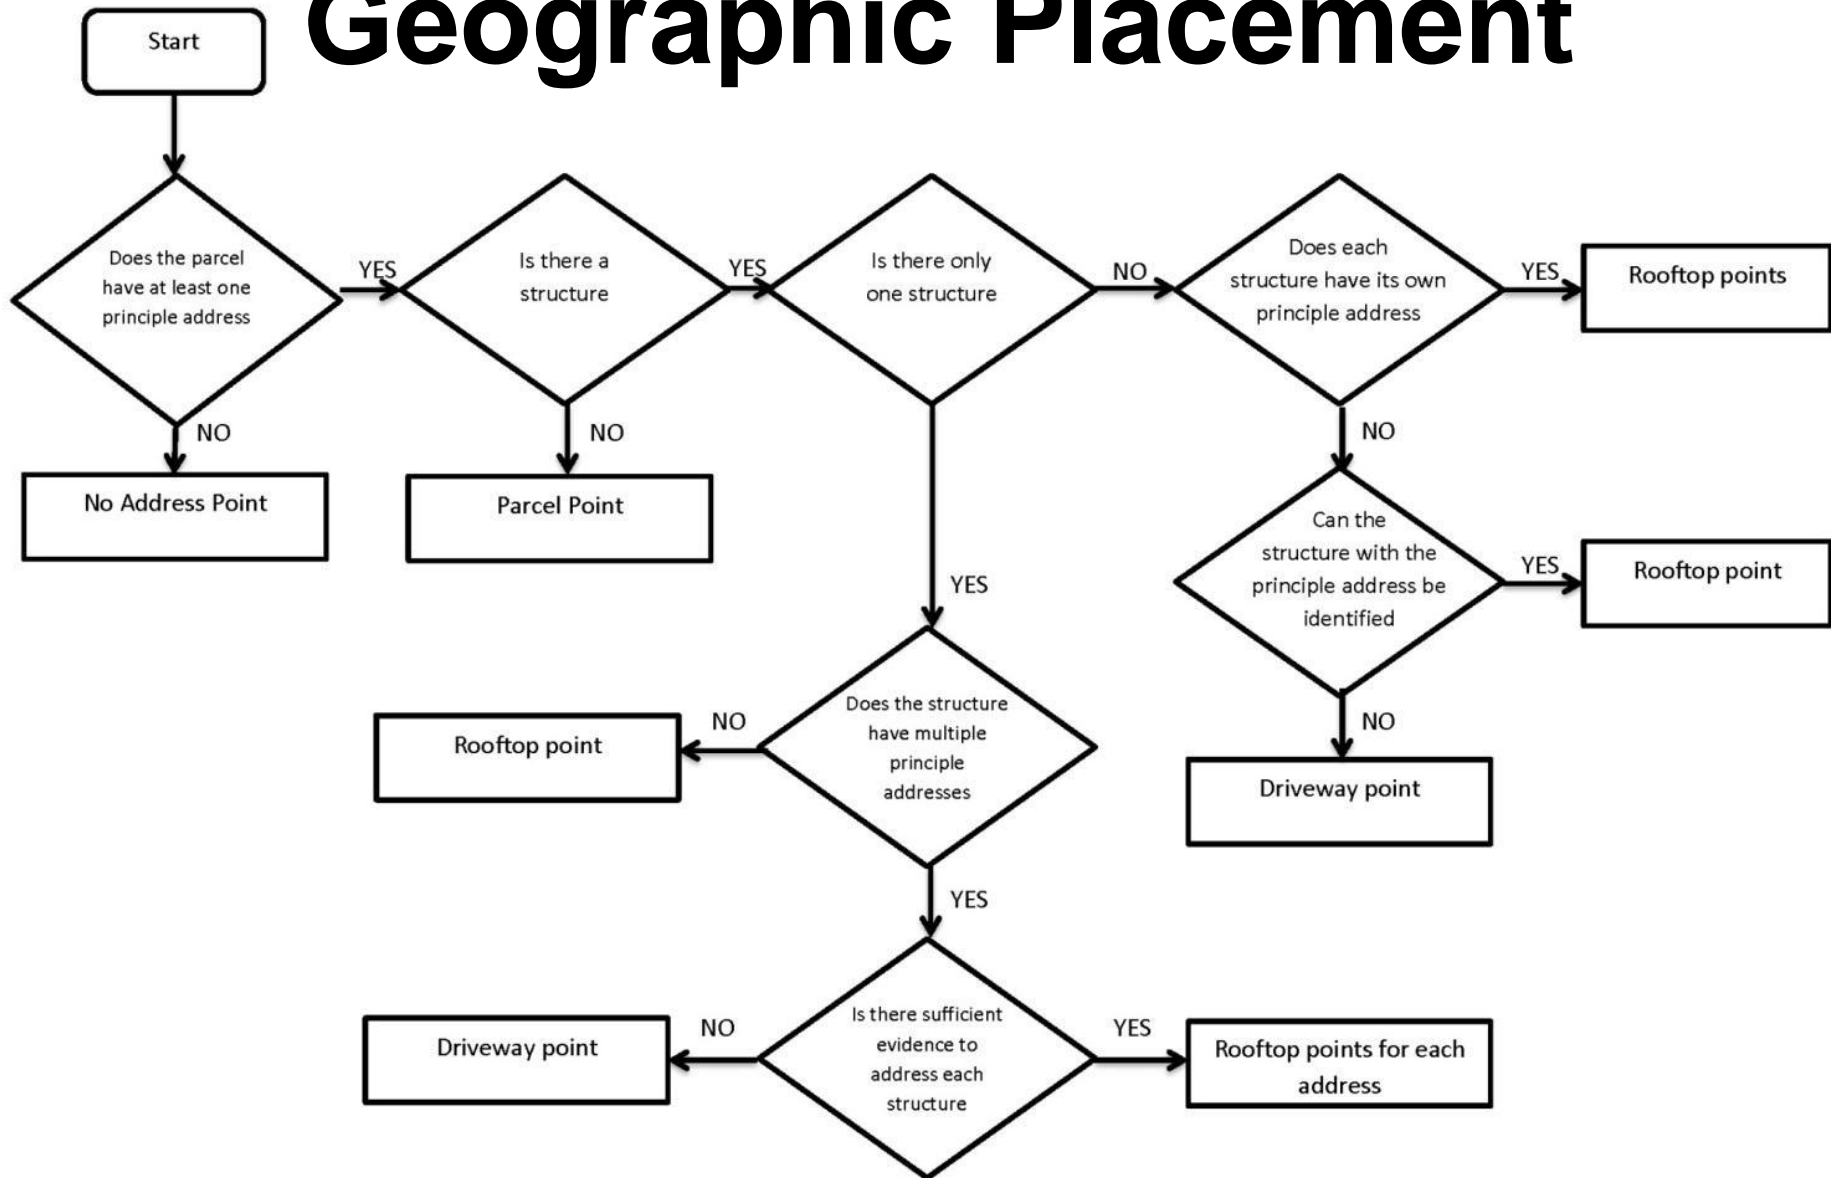 Geographic Placement
Start
Does the parcel
have at least one
principle address
YES
Is there a
structure
YES
Is there only
one structure
NO
Does each
structure have its own
principle address
YES
Rooftop points
NO
No Address Point
NO
Parcel Point
NO
Can the
structure with the
principle address be
identified
YES
Rooftop point
NO
Driveway point
YES
Does the structure
have multiple
principle
addresses
NO
Rooftop point
YES
Is there sufficient
evidence to
address each
structure
NO
Driveway point
YES
Rooftop points for each
address